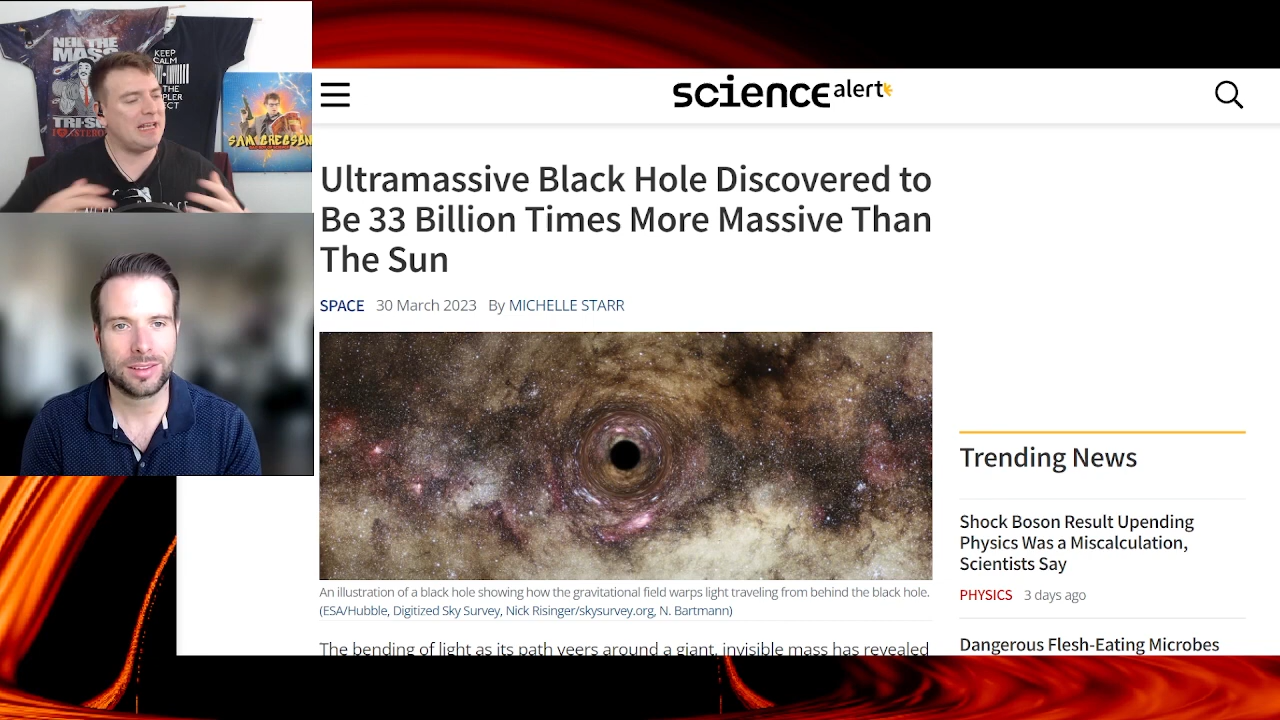 NEIL THE
MASS
TRI-SC
KEEP
CALM
THE
SAM GREGSON
science alert
Ultramassive Black Hole Discovered to
Be 33 Billion Times More Massive Than
The Sun
SPACE 30 March 2023 By MICHELLE STARR
An illustration of a black hole showing how the gravitational field warps light traveling from behind the black hole.
(ESA/Hubble, Digitized Sky Survey, Nick Risinger/skysurvey.org, N. Bartmann)
The bending of light as its path veers around a giant, invisible mass has revealed
Trending News
Shock Boson Result Upending
Physics Was a Miscalculation,
Scientists Say
PHYSICS 3 days ago
Dangerous Flesh-Eating Microbes